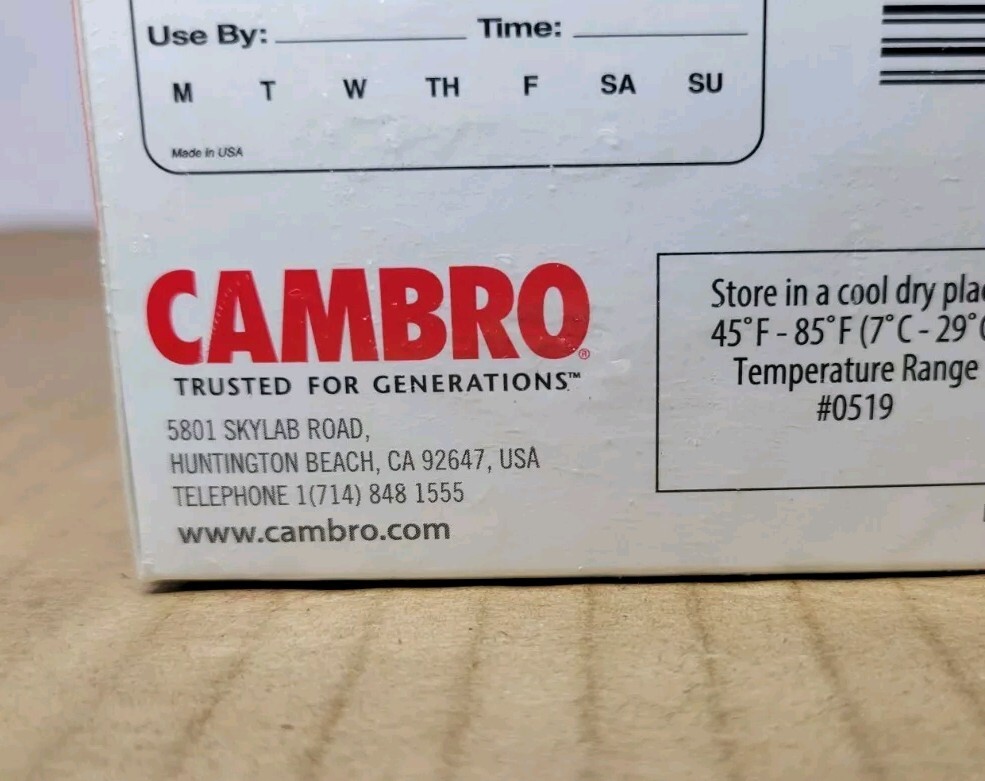 Use By: Time:
M T W TH F SA SU
Made in USA
CAMBRO®
TRUSTED FOR GENERATIONS™
5801 SKYLAB ROAD,
HUNTINGTON BEACH, CA 92647, USA
TELEPHONE 1(714) 848 1555
www.cambro.com
Store in a cool dry
45°F - 85°F (7°C - 29°
Temperature Range
#0519